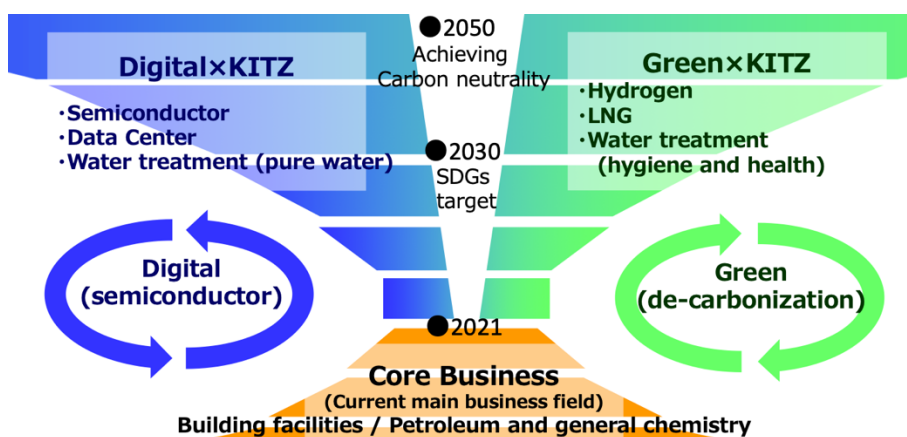 2050
Achieving
Carbon neutrality
Digital×KITZ
・Semiconductor
・Data Center
・Water treatment (pure water)
Green×KITZ
・Hydrogen
・LNG
・Water treatment
(hygiene and health)
2030
SDGs
target
Digital
(semiconductor)
Green
(de-carbonization)
2021
Core Business
(Current main business field)
Building facilities / Petroleum and general chemistry